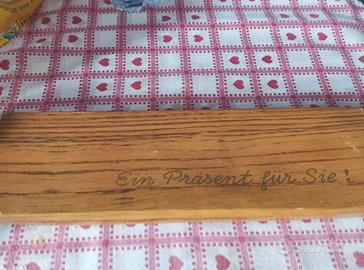 Ein Präsent für Sie!